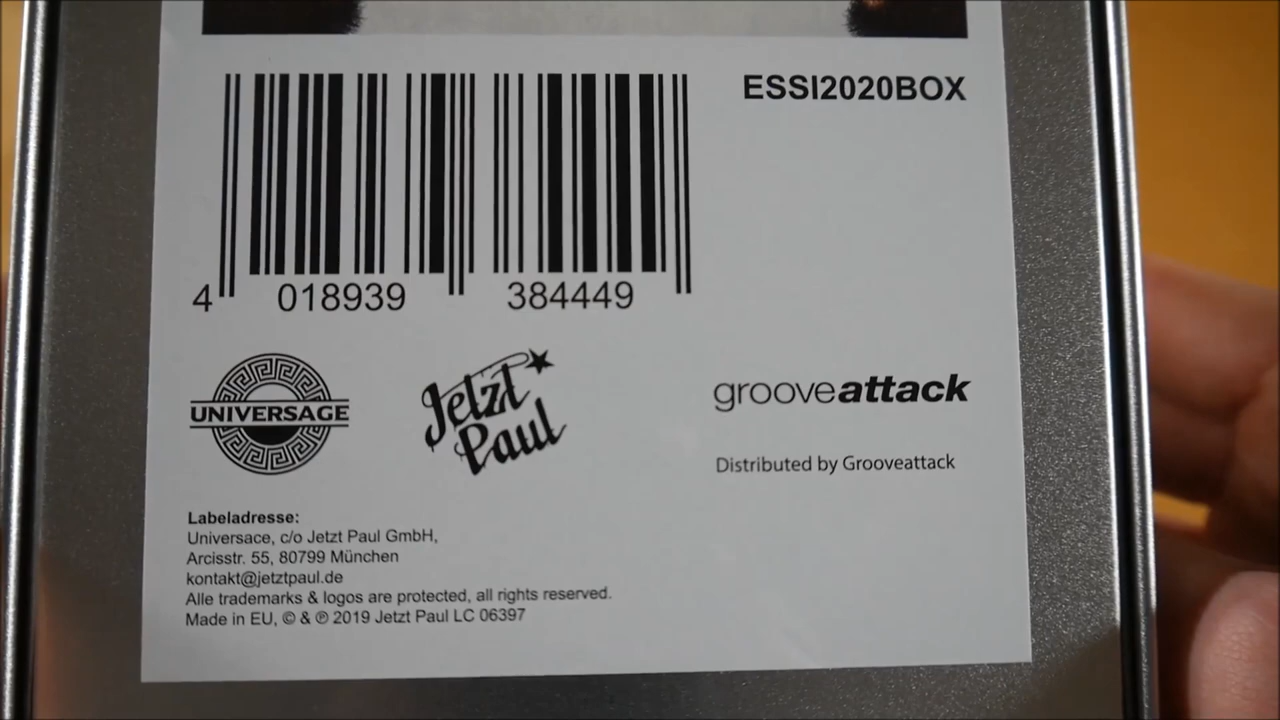 ESSI2020BOX
4 018939 384449
UNIVERSAGE
Jetzt
Paul
grooveattack
Distributed by Grooveattack
Labeladresse:
Universace, c/o Jetzt Paul GmbH,
Arcisstr. 55, 80799 München
kontakt@jetztpaul.de
Alle trademarks & logos are protected, all rights reserved.
Made in EU, © & ℗ 2019 Jetzt Paul LC 06397